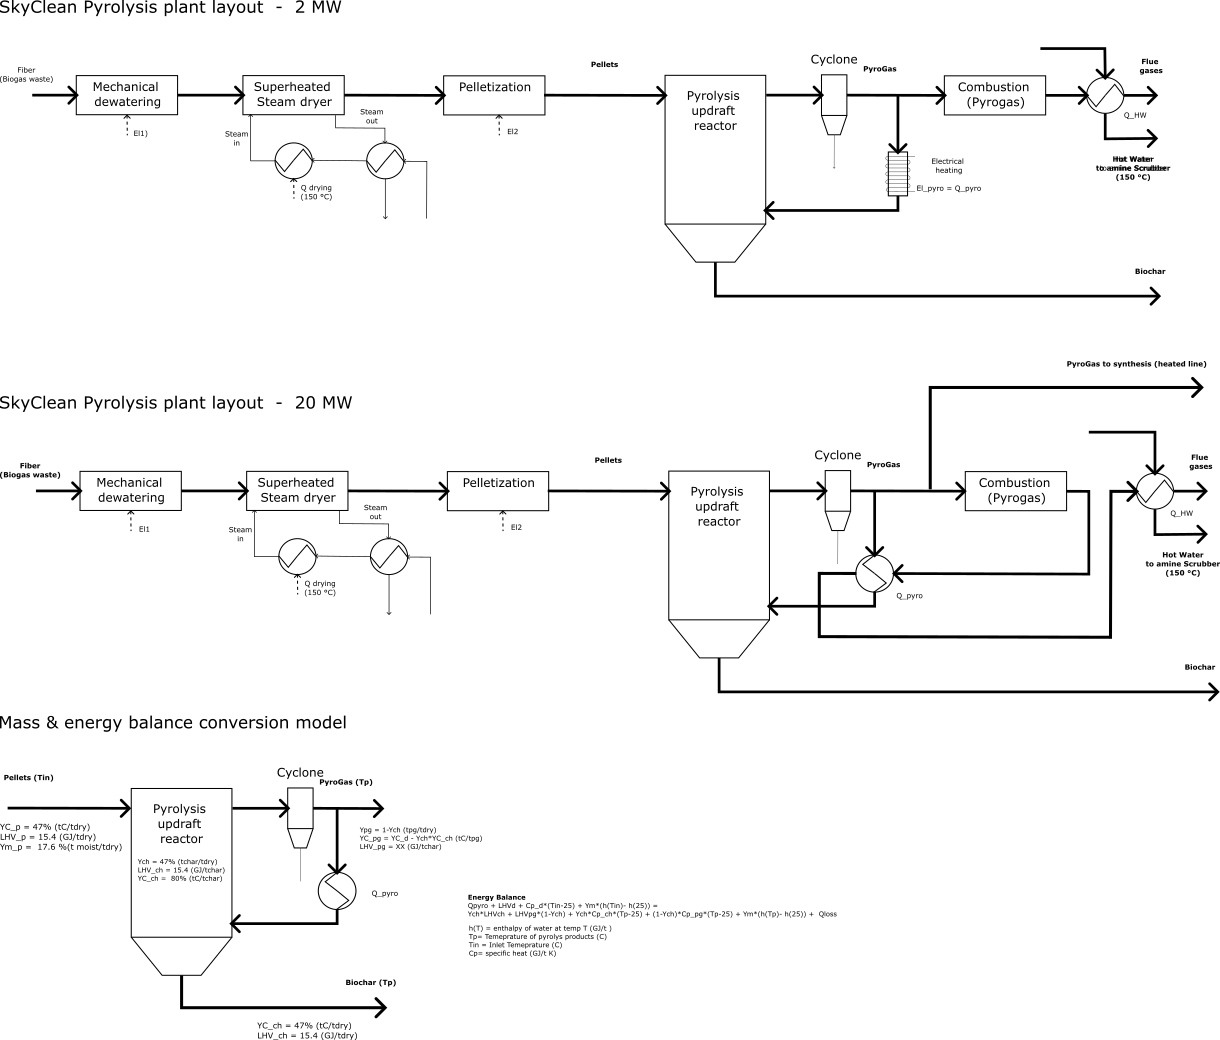 SkyClean Pyrolysis plant layout - 2 MW
Fiber
(Biogas waste)
Mechanical
dewatering
El1)
Superheated
Steam dryer
Steam
in
Steam
out
Q drying
(150 °C)
Pelletization
El2
Pellets
Pyrolysis
updraft
reactor
Cyclone
PyroGas
Electrical
heating
El_pyro = Q_pyro
Combustion
(Pyrogas)
Flue
gases
Q_HW
Hot Water
to amine Scrubber
(150 °C)
Biochar
PyroGas to synthesis (heated line)
SkyClean Pyrolysis plant layout - 20 MW
Fiber
(Biogas waste)
Mechanical
dewatering
El1
Superheated
Steam dryer
Steam
in
Steam
out
Q drying
(150 °C)
Pelletization
El2
Pellets
Pyrolysis
updraft
reactor
Cyclone
PyroGas
Q_pyro
Combustion
(Pyrogas)
Flue
gases
Q_HW
Hot Water
to amine Scrubber
(150 °C)
Biochar
Mass & energy balance conversion model
Pellets (Tin)
YC_p = 47% (tC/tdry)
LHV_p = 15.4 (GJ/tdry)
Ym_p = 17.6 %(t moist/tdry)
Pyrolysis
updraft
reactor
Ych = 47% (tchar/tdry)
LHV_ch = 15.4 (GJ/tchar)
YC_ch = 80% (tC/tchar)
Cyclone
PyroGas (Tp)
Ypg = 1-Ych (tpg/tdry)
YC_pg = YC_d - Ych*YC_ch (tC/tpg)
LHV_pg = XX (GJ/tchar)
Q_pyro
Energy Balance
Qpyro + LHVd + Cp_d*(Tin-25) + Ym*(h(Tin)- h(25)) =
Ych*LHVch + LHVpg*(1-Ych) + Ych*Cp_ch*(Tp-25) + (1-Ych)*Cp_pg*(Tp-25) + Ym*(h(Tp)- h(25)) + Qloss
h(T) = enthalpy of water at temp T (GJ/t )
Tp= Temeprature of pyrolys products (C)
Tin = Inlet Temeprature (C)
Cp= specific heat (GJ/t K)
Biochar (Tp)
YC_ch = 47% (tC/tdry)
LHV_ch = 15.4 (GJ/tdry)